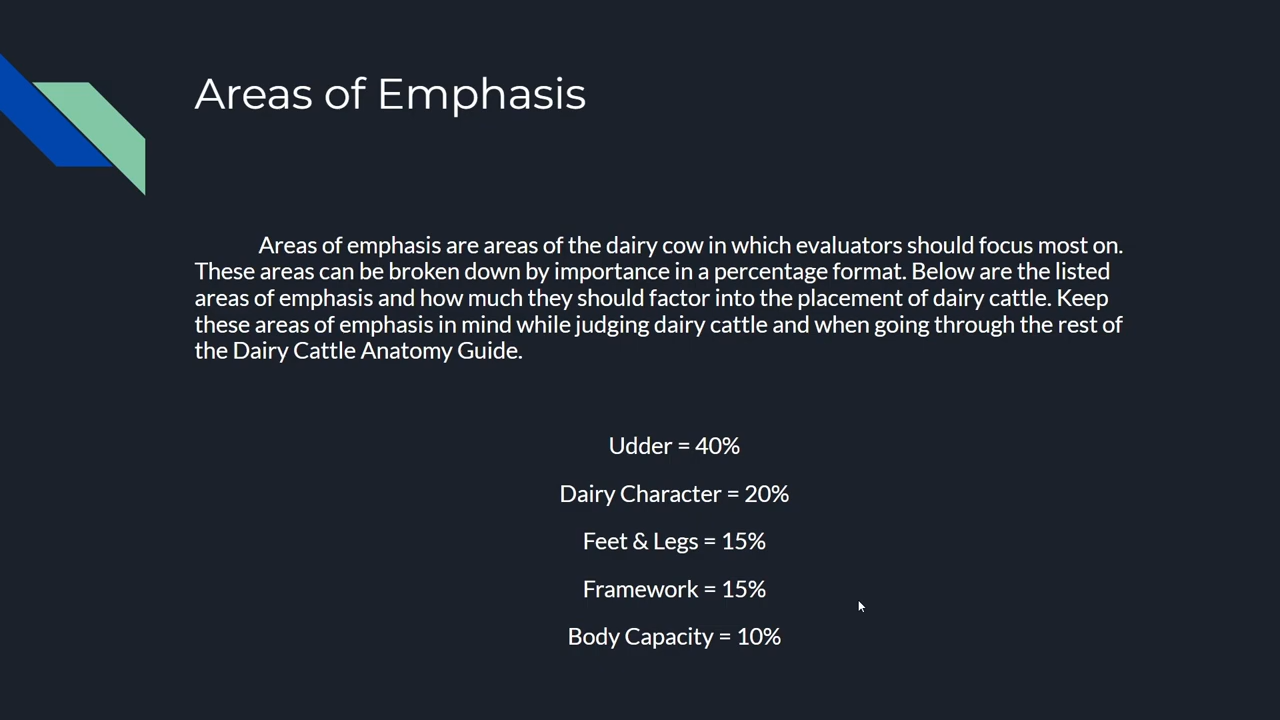 Areas of Emphasis
Areas of emphasis are areas of the dairy cow in which evaluators should focus most on.
These areas can be broken down by importance in a percentage format. Below are the listed
areas of emphasis and how much they should factor into the placement of dairy cattle. Keep
these areas of emphasis in mind while judging dairy cattle and when going through the rest of
the Dairy Cattle Anatomy Guide.
Udder = 40%
Dairy Character = 20%
Feet & Legs = 15%
Framework = 15%
Body Capacity = 10%